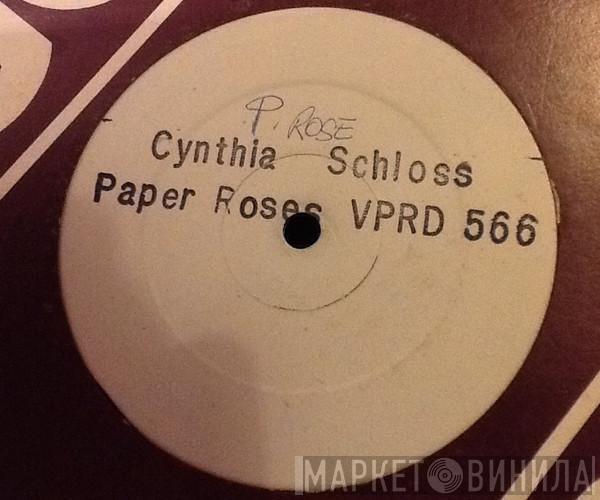 P. ROSE
Cynthia Schloss
Paper Roses VPRD 566
МАРКЕТ ВИНИЛА